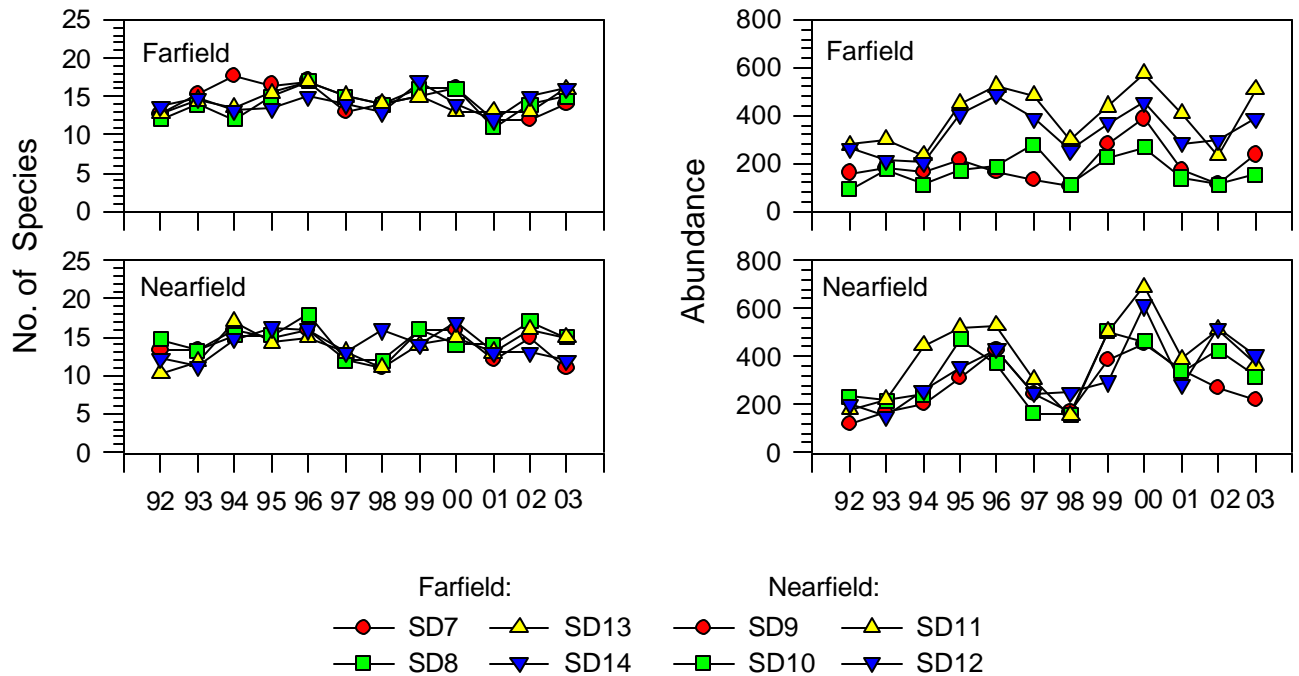 No. of Species
25
20
15
10
5
0
Farfield
25
20
15
10
5
0
Nearfield
92 93 94 95 96 97 98 99 00 01 02 03
Abundance
800
600
400
200
0
Farfield
800
600
400
200
0
Nearfield
92 93 94 95 96 97 98 99 00 01 02 03
Farfield: Nearfield:
SD7 SD13 SD9 SD11
SD8 SD14 SD10 SD12